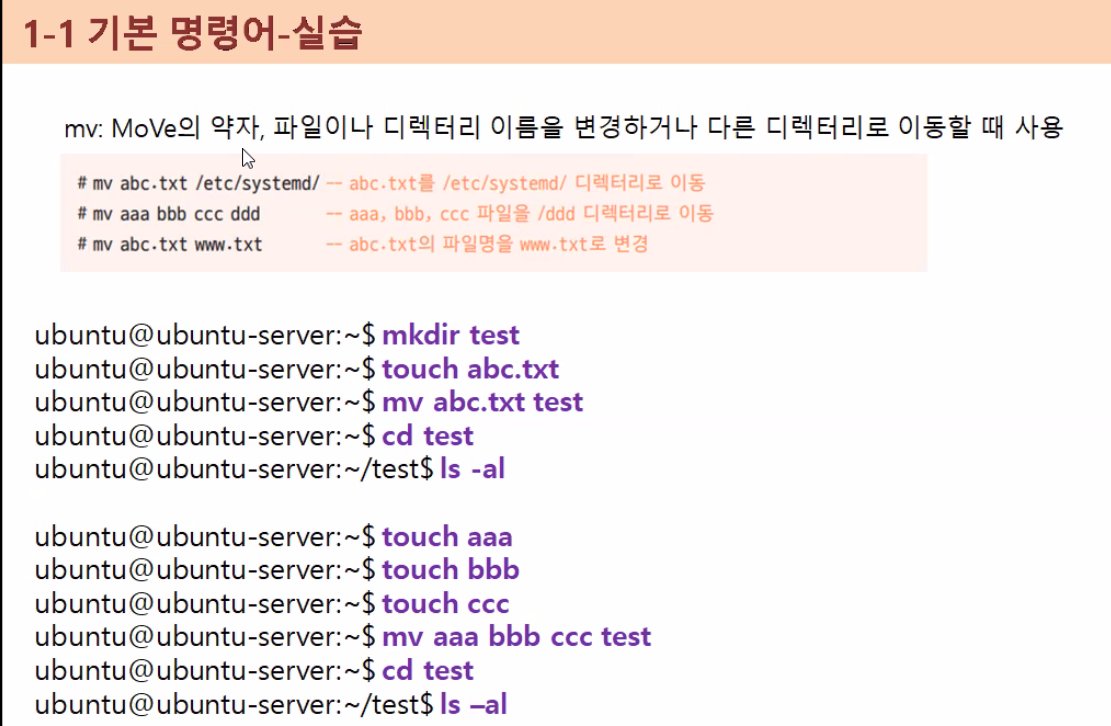 1-1 기본 명령어-실습
mv: MoVe의 약자, 파일이나 디렉터리 이름을 변경하거나 다른 디렉터리로 이동할 때 사용
# mv abc.txt /etc/systemd/ -- abc.txt를 /etc/systemd/ 디렉터리로 이동
# mv aaa bbb ccc ddd -- aaa, bbb, ccc 파일을 /ddd 디렉터리로 이동
# mv abc.txt www.txt -- abc.txt의 파일명을 www.txt로 변경
ubuntu@ubuntu-server:~$ mkdir test
ubuntu@ubuntu-server:~$ touch abc.txt
ubuntu@ubuntu-server:~$ mv abc.txt test
ubuntu@ubuntu-server:~$ cd test
ubuntu@ubuntu-server:~/test$ ls -al
ubuntu@ubuntu-server:~$ touch aaa
ubuntu@ubuntu-server:~$ touch bbb
ubuntu@ubuntu-server:~$ touch ccc
ubuntu@ubuntu-server:~$ mv aaa bbb ccc test
ubuntu@ubuntu-server:~$ cd test
ubuntu@ubuntu-server:~/test$ ls –al